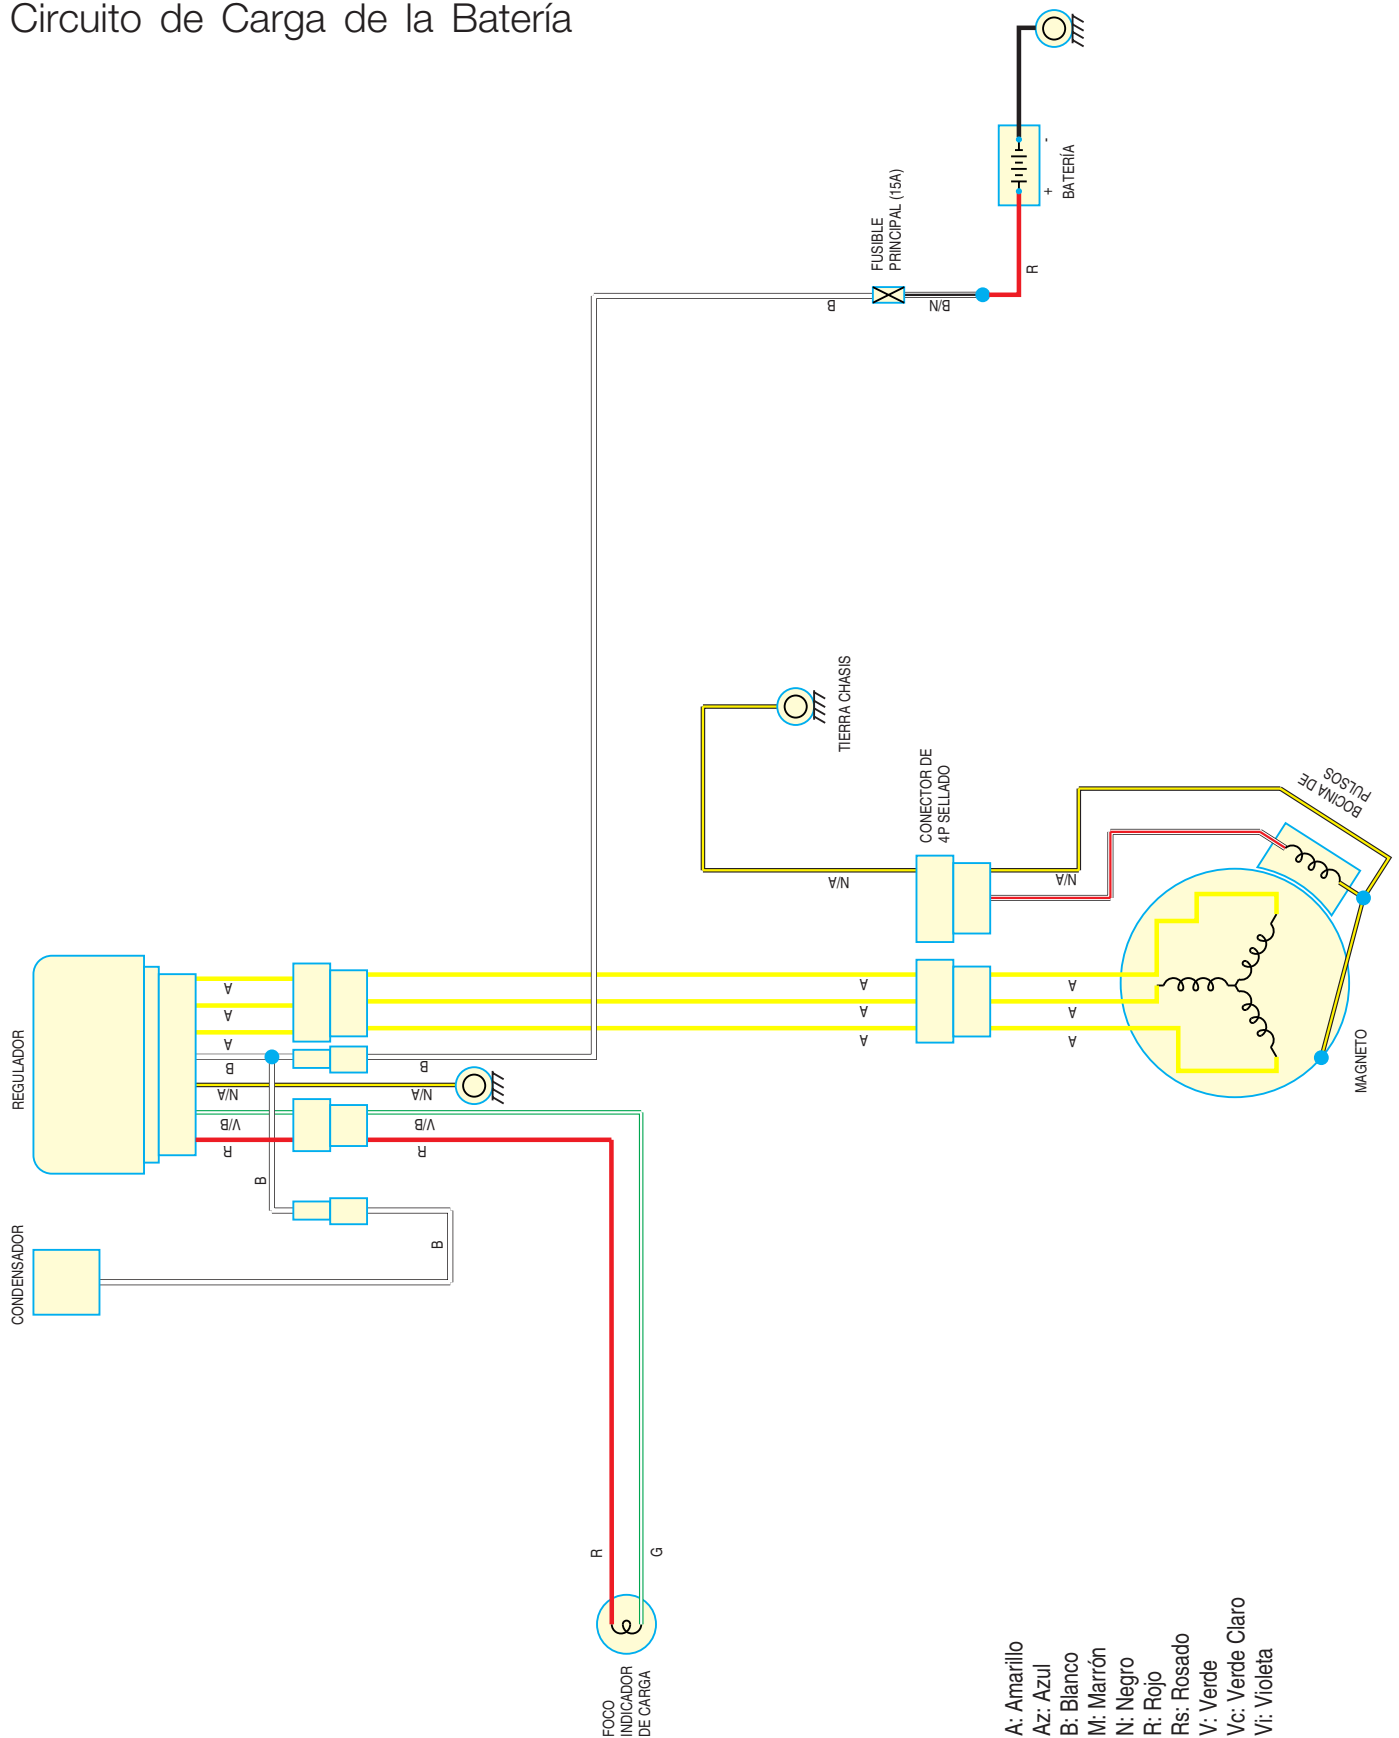 Circuito de Carga de la Batería
BATERÍA
+
-
FUSIBLE
PRINCIPAL (15A)
R
B/N
B
TIERRA CHASIS
CONECTOR DE
4P SELLADO
N/A
N/A
BOCINA DE
PULSOS
MAGNETO
A
A
A
A
A
A
REGULADOR
A
A
A
B
N/A
V/B
R
B
N/A
V/B
R
B
B
CONDENSADOR
R
G
FOCO
INDICADOR
DE CARGA
A: Amarillo
Az: Azul
B: Blanco
M: Marrón
N: Negro
R: Rojo
Rs: Rosado
V: Verde
Vc: Verde Claro
Vi: Violeta